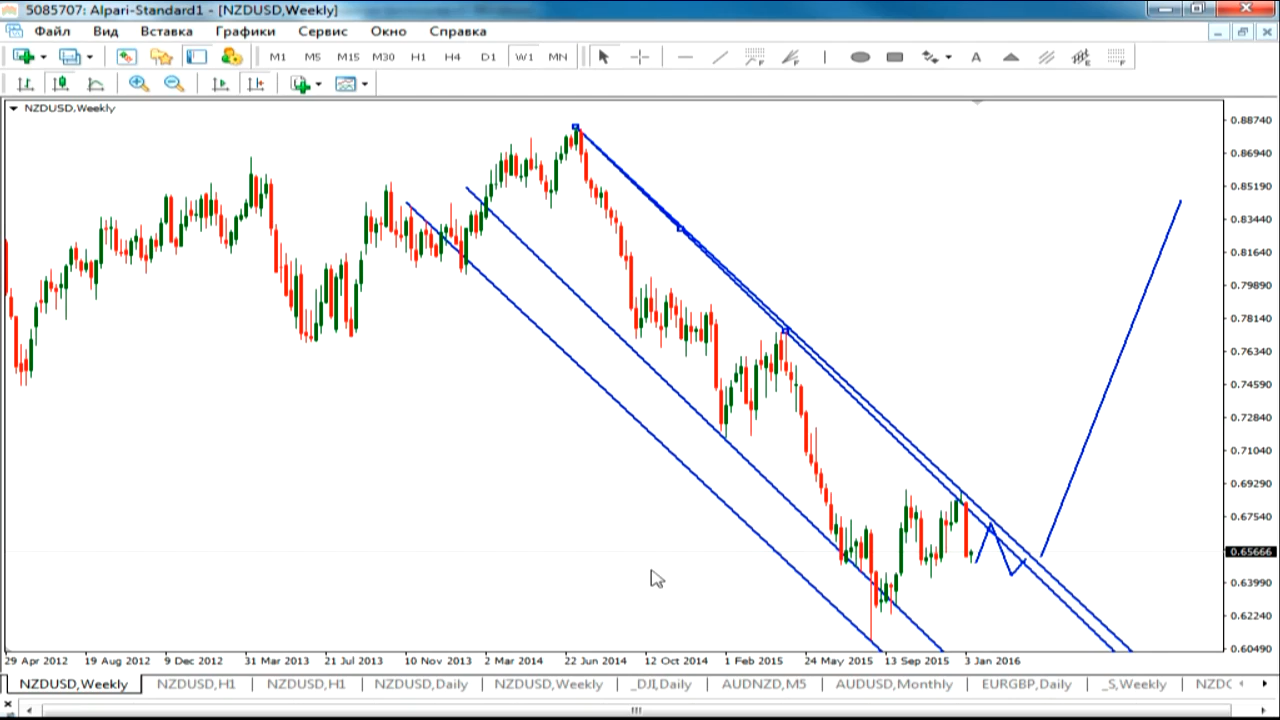 5085707: Alpari-Standard1 - [NZDUSD,Weekly]
Файл Вид Вставка Графики Сервис Окно Справка
M1 M5 M15 M30 H1 H4 D1 W1 MN
NZDUSD,Weekly
0.88740
0.86940
0.85190
0.83440
0.81640
0.79890
0.78140
0.76340
0.74590
0.72840
0.71040
0.69290
0.67540
0.65666
0.63990
0.62240
0.60490
29 Apr 2012 19 Aug 2012 9 Dec 2012 31 Mar 2013 21 Jul 2013 10 Nov 2013 2 Mar 2014 22 Jun 2014 12 Oct 2014 1 Feb 2015 24 May 2015 13 Sep 2015 3 Jan 2016
NZDUSD,Weekly NZDUSD,H1 NZDUSD,H1 NZDUSD,Daily NZDUSD,Weekly _DJI,Daily AUDNZD,M5 AUDUSD,Monthly EURGBP,Daily _S,Weekly NZDC